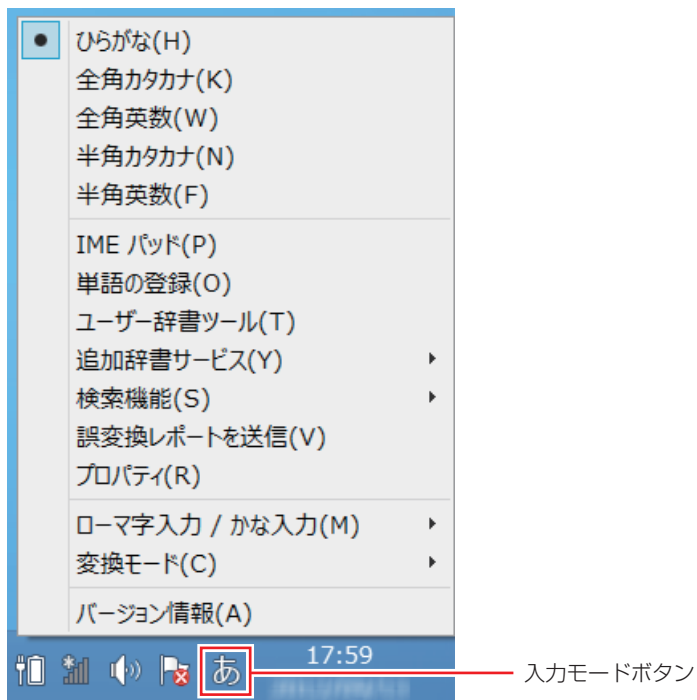 ひらがな(H)
全角カタカナ(K)
全角英数(W)
半角カタカナ(N)
半角英数(F)
IME パッド(P)
単語の登録(O)
ユーザー辞書ツール(T)
追加辞書サービス(Y)
検索機能(S)
誤変換レポートを送信(V)
プロパティ(R)
ローマ字入力 / かな入力(M)
変換モード(C)
バージョン情報(A)
あ 17:59
入力モードボタン